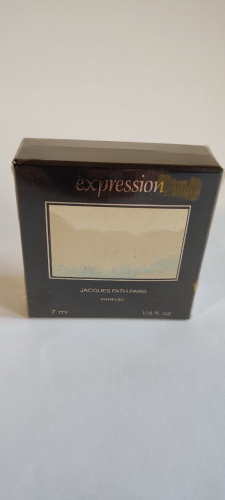 expression
JACQUES FATH PARIS
PARFUM
7 ml 1/4 fl. oz